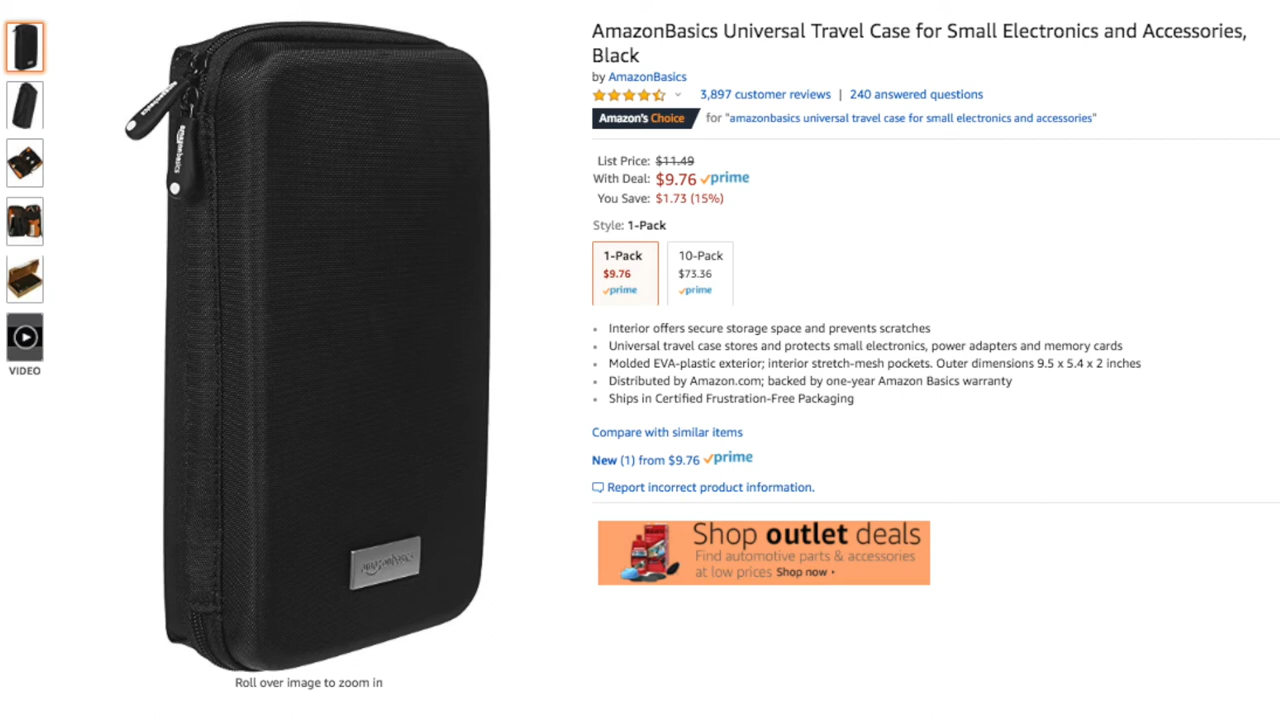 AmazonBasics Universal Travel Case for Small Electronics and Accessories,
Black
by AmazonBasics
3,897 customer reviews | 240 answered questions
Amazon's Choice for "amazonbasics universal travel case for small electronics and accessories"
List Price: $11.49
With Deal: $9.76 prime
You Save: $1.73 (15%)
Style: 1-Pack
1-Pack 10-Pack
$9.76 $73.36
prime prime
• Interior offers secure storage space and prevents scratches
• Universal travel case stores and protects small electronics, power adapters and memory cards
• Molded EVA-plastic exterior; interior stretch-mesh pockets. Outer dimensions 9.5 x 5.4 x 2 inches
• Distributed by Amazon.com; backed by one-year Amazon Basics warranty
• Ships in Certified Frustration-Free Packaging
Compare with similar items
New (1) from $9.76 prime
Report incorrect product information.
Shop outlet deals
Find automotive parts & accessories
at low prices Shop now
VIDEO
amazonbasics
amazonbasics
amazonbasics
Roll over image to zoom in